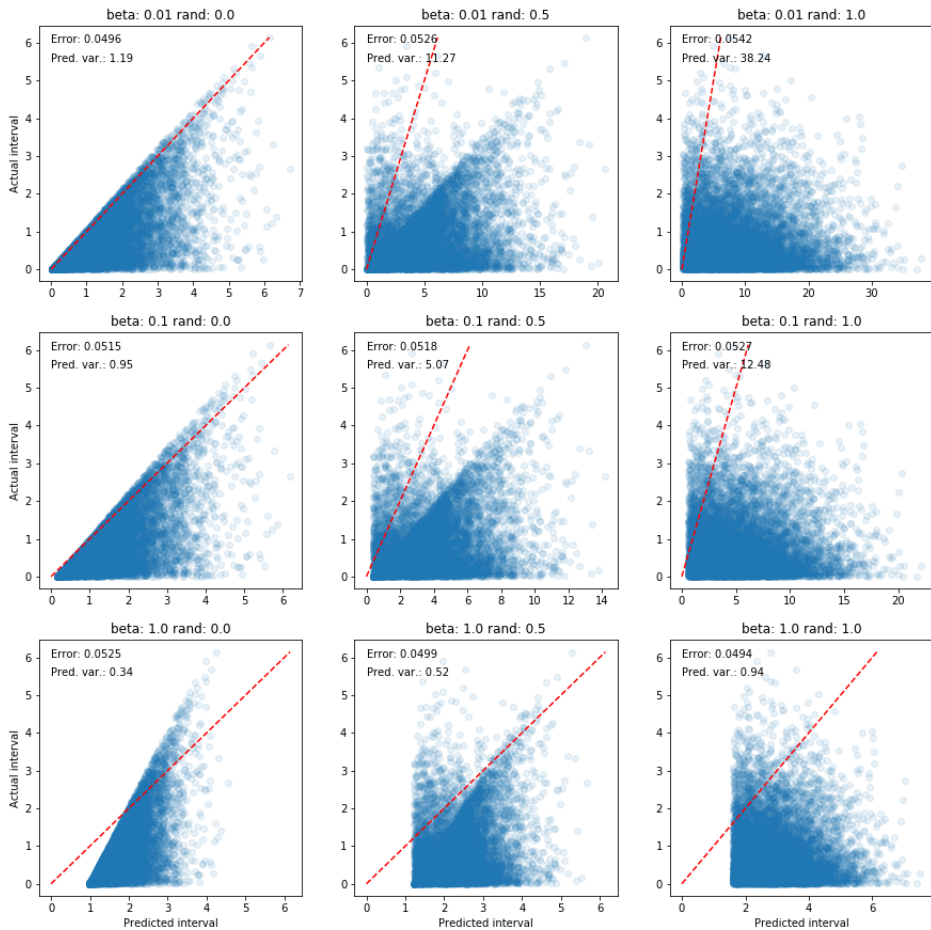 beta: 0.01 rand: 0.0
beta: 0.01 rand: 0.5
beta: 0.01 rand: 1.0
Error: 0.0496
Pred. var.: 1.19
Error: 0.0526
Pred. var.: 11.27
Error: 0.0542
Pred. var.: 38.24
Actual interval
6
5
4
3
2
1
0
0 1 2 3 4 5 6 7
6
5
4
3
2
1
0
0 5 10 15 20
6
5
4
3
2
1
0
0 10 20 30
beta: 0.1 rand: 0.0
beta: 0.1 rand: 0.5
beta: 0.1 rand: 1.0
Error: 0.0515
Pred. var.: 0.95
Error: 0.0518
Pred. var.: 5.07
Error: 0.0527
Pred. var.: 12.48
Actual interval
6
5
4
3
2
1
0
0 1 2 3 4 5 6
6
5
4
3
2
1
0
0 2 4 6 8 10 12 14
6
5
4
3
2
1
0
0 5 10 15 20
beta: 1.0 rand: 0.0
beta: 1.0 rand: 0.5
beta: 1.0 rand: 1.0
Error: 0.0525
Pred. var.: 0.34
Error: 0.0499
Pred. var.: 0.52
Error: 0.0494
Pred. var.: 0.94
Actual interval
6
5
4
3
2
1
0
0 1 2 3 4 5 6
6
5
4
3
2
1
0
0 1 2 3 4 5 6
6
5
4
3
2
1
0
0 2 4 6
Predicted interval
Predicted interval
Predicted interval